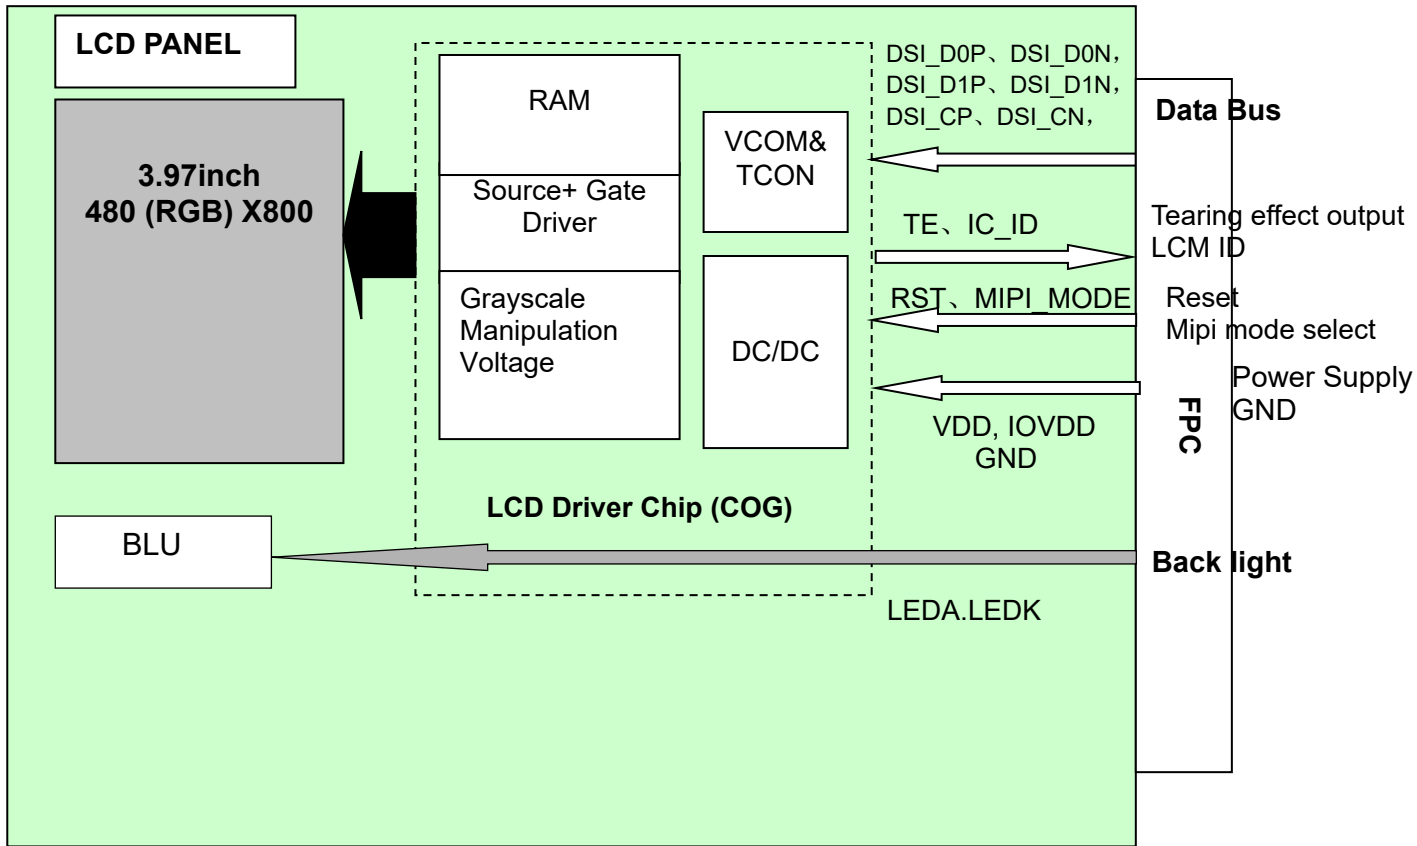 LCD PANEL
3.97inch
480 (RGB) X800
RAM
Source+ Gate
Driver
Grayscale
Manipulation
Voltage
VCOM&
TCON
DC/DC
LCD Driver Chip (COG)
BLU
DSI_D0P、DSI_D0N，
DSI_D1P、DSI_D1N，
DSI_CP、DSI_CN，
Data Bus
TE、IC_ID
Tearing effect output
LCM ID
RST、MIPI_MODE
Reset
Mipi mode select
VDD, IOVDD
GND
Power Supply
GND
FPC
Back light
LEDA.LEDK